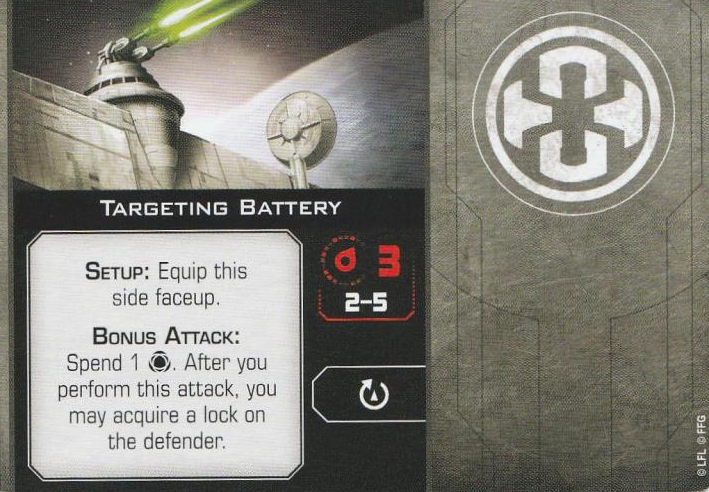 TARGETING BATTERY
SETUP: Equip this
side faceup.
BONUS ATTACK:
Spend 1 . After you
perform this attack, you
may acquire a lock on
the defender.
3
2–5
© LFL © FFG